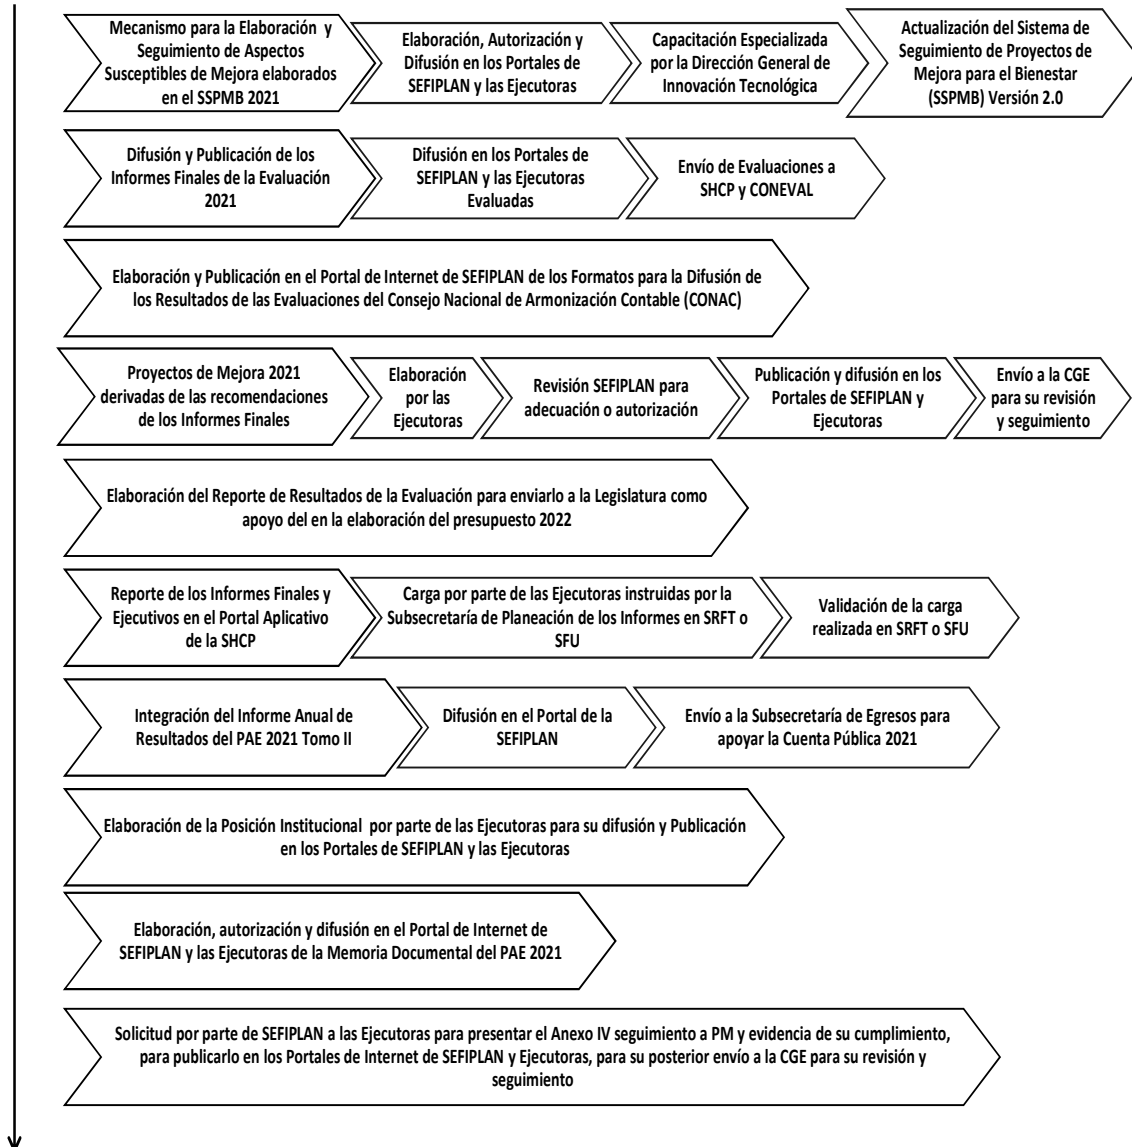 Mecanismo para la Elaboración y
Seguimiento de Aspectos
Susceptibles de Mejora elaborados
en el SSPMB 2021
Elaboración, Autorización y
Difusión en los Portales de
SEFIPLAN y las Ejecutoras
Capacitación Especializada
por la Dirección General de
Innovación Tecnológica
Actualización del Sistema de
Seguimiento de Proyectos de
Mejora para el Bienestar
(SSPMB) Versión 2.0
Difusión y Publicación de los
Informes Finales de la Evaluación
2021
Difusión en los Portales de
SEFIPLAN y las Ejecutoras
Evaluadas
Envío de Evaluaciones a
SHCP y CONEVAL
Elaboración y Publicación en el Portal de Internet de SEFIPLAN de los Formatos para la Difusión de
los Resultados de las Evaluaciones del Consejo Nacional de Armonización Contable (CONAC)
Proyectos de Mejora 2021
derivadas de las recomendaciones
de los Informes Finales
Elaboración
por las
Ejecutoras
Revisión SEFIPLAN para
adecuación o autorización
Publicación y difusión en los
Portales de SEFIPLAN y
Ejecutoras
Envío a la CGE
para su revisión
y seguimiento
Elaboración del Reporte de Resultados de la Evaluación para enviarlo a la Legislatura como
apoyo del en la elaboración del presupuesto 2022
Reporte de los Informes Finales y
Ejecutivos en el Portal Aplicativo
de la SHCP
Carga por parte de las Ejecutoras instruidas por la
Subsecretaría de Planeación de los Informes en SRFT o
SFU
Validación de la carga
realizada en SRFT o SFU
Integración del Informe Anual de
Resultados del PAE 2021 Tomo II
Difusión en el Portal de la
SEFIPLAN
Envío a la Subsecretaría de Egresos para
apoyar la Cuenta Pública 2021
Elaboración de la Posición Institucional por parte de las Ejecutoras para su difusión y Publicación
en los Portales de SEFIPLAN y las Ejecutoras
Elaboración, autorización y difusión en el Portal de Internet de
SEFIPLAN y las Ejecutoras de la Memoria Documental del PAE 2021
Solicitud por parte de SEFIPLAN a las Ejecutoras para presentar el Anexo IV seguimiento a PM y evidencia de su cumplimiento,
para publicarlo en los Portales de Internet de SEFIPLAN y Ejecutoras, para su posterior envío a la CGE para su revisión y
seguimiento